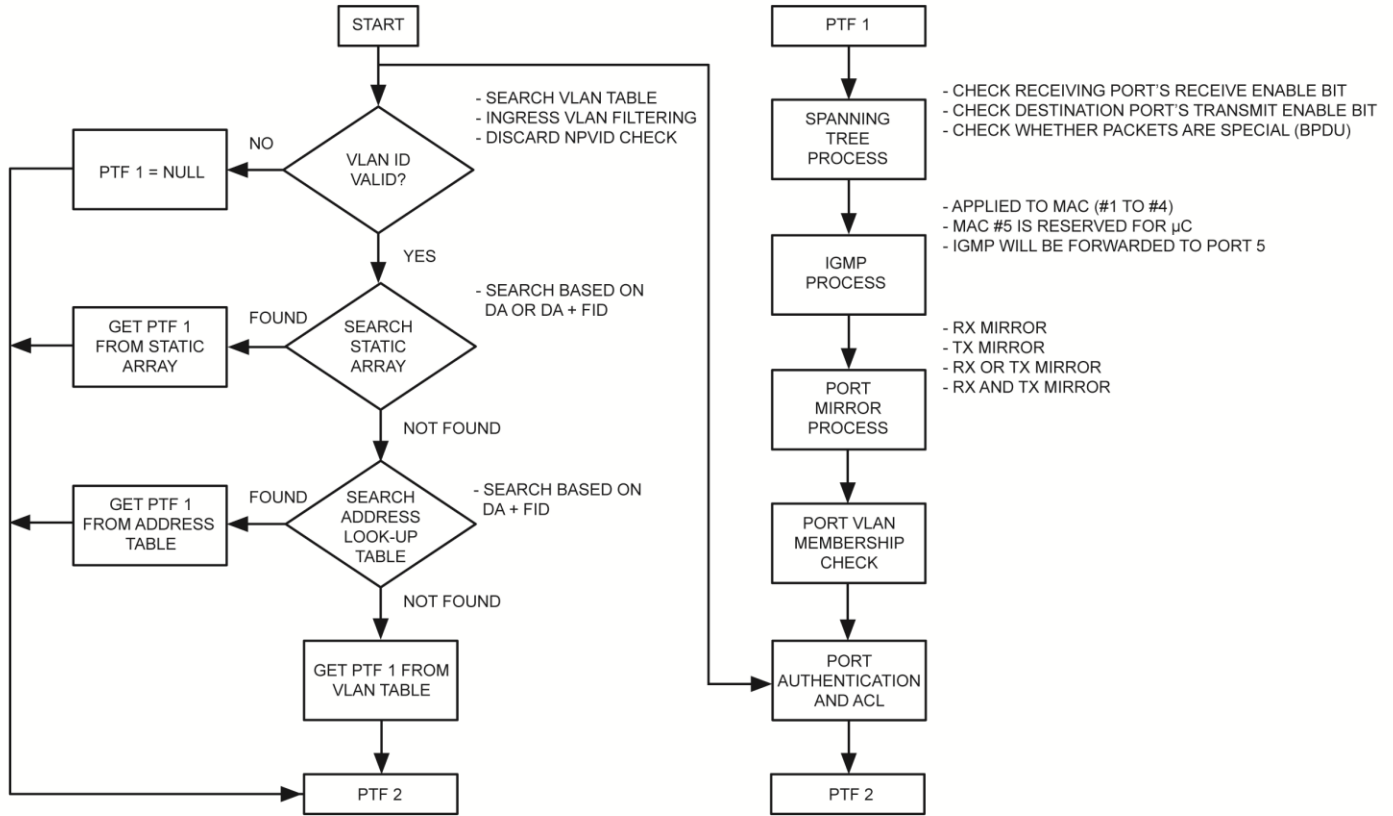 START
- SEARCH VLAN TABLE
- INGRESS VLAN FILTERING
- DISCARD NPVID CHECK
VLAN ID
VALID?
NO
PTF 1 = NULL
YES
- SEARCH BASED ON
DA OR DA + FID
SEARCH
STATIC
ARRAY
FOUND
GET PTF 1
FROM STATIC
ARRAY
NOT FOUND
- SEARCH BASED ON
DA + FID
SEARCH
ADDRESS
LOOK-UP
TABLE
FOUND
GET PTF 1
FROM ADDRESS
TABLE
NOT FOUND
GET PTF 1 FROM
VLAN TABLE
PTF 2
PTF 1
SPANNING
TREE
PROCESS
- CHECK RECEIVING PORT'S RECEIVE ENABLE BIT
- CHECK DESTINATION PORT'S TRANSMIT ENABLE BIT
- CHECK WHETHER PACKETS ARE SPECIAL (BPDU)
IGMP
PROCESS
- APPLIED TO MAC (#1 TO #4)
- MAC #5 IS RESERVED FOR µC
- IGMP WILL BE FORWARDED TO PORT 5
PORT
MIRROR
PROCESS
- RX MIRROR
- TX MIRROR
- RX OR TX MIRROR
- RX AND TX MIRROR
PORT VLAN
MEMBERSHIP
CHECK
PORT
AUTHENTICATION
AND ACL
PTF 2